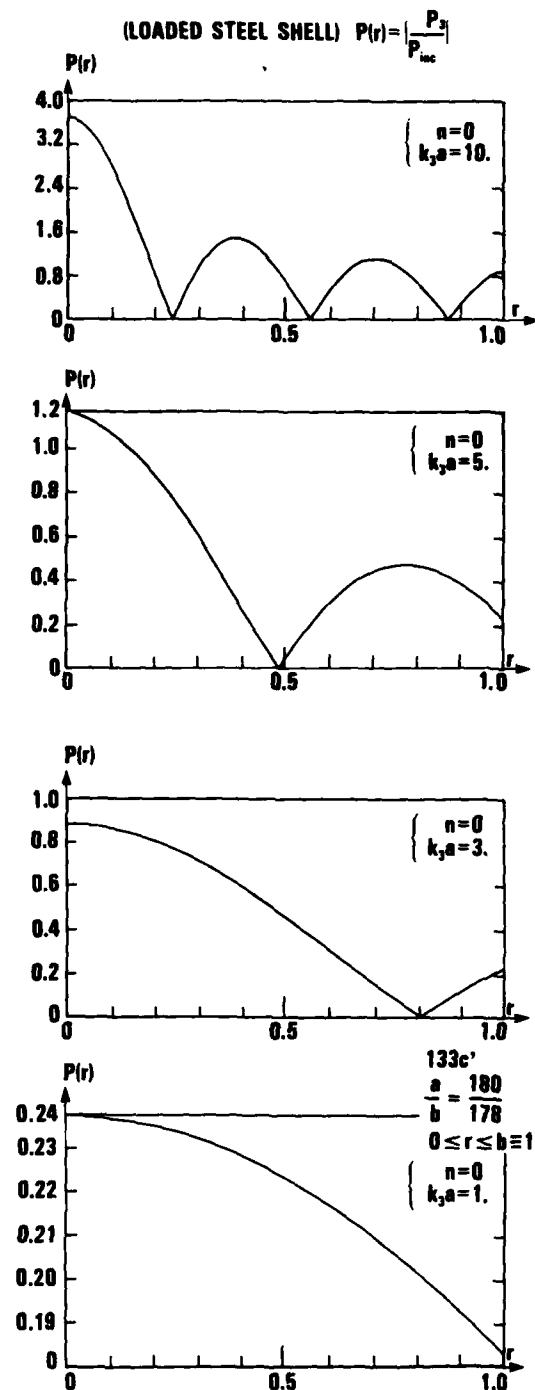 (LOADED STEEL SHELL) P(r)=|P₃/Pᵢₙ꜀|
P(r)
4.0
3.2
2.4
1.6
0.8
0
n=0
k₃a=10.
0 0.5 1.0 r
P(r)
1.2
1.0
0.8
0.6
0.4
0.2
0
n=0
k₃a=5.
0 0.5 1.0
P(r)
1.0
0.8
0.6
0.4
0.2
0
n=0
k₃a=3.
0 0.5 1.0 r
133c'
a/b = 180/178
0≤r≤b≡1
P(r)
0.24
0.23
0.22
0.21
0.20
0.19
0
n=0
k₃a=1.
0 0.5 1.0 r